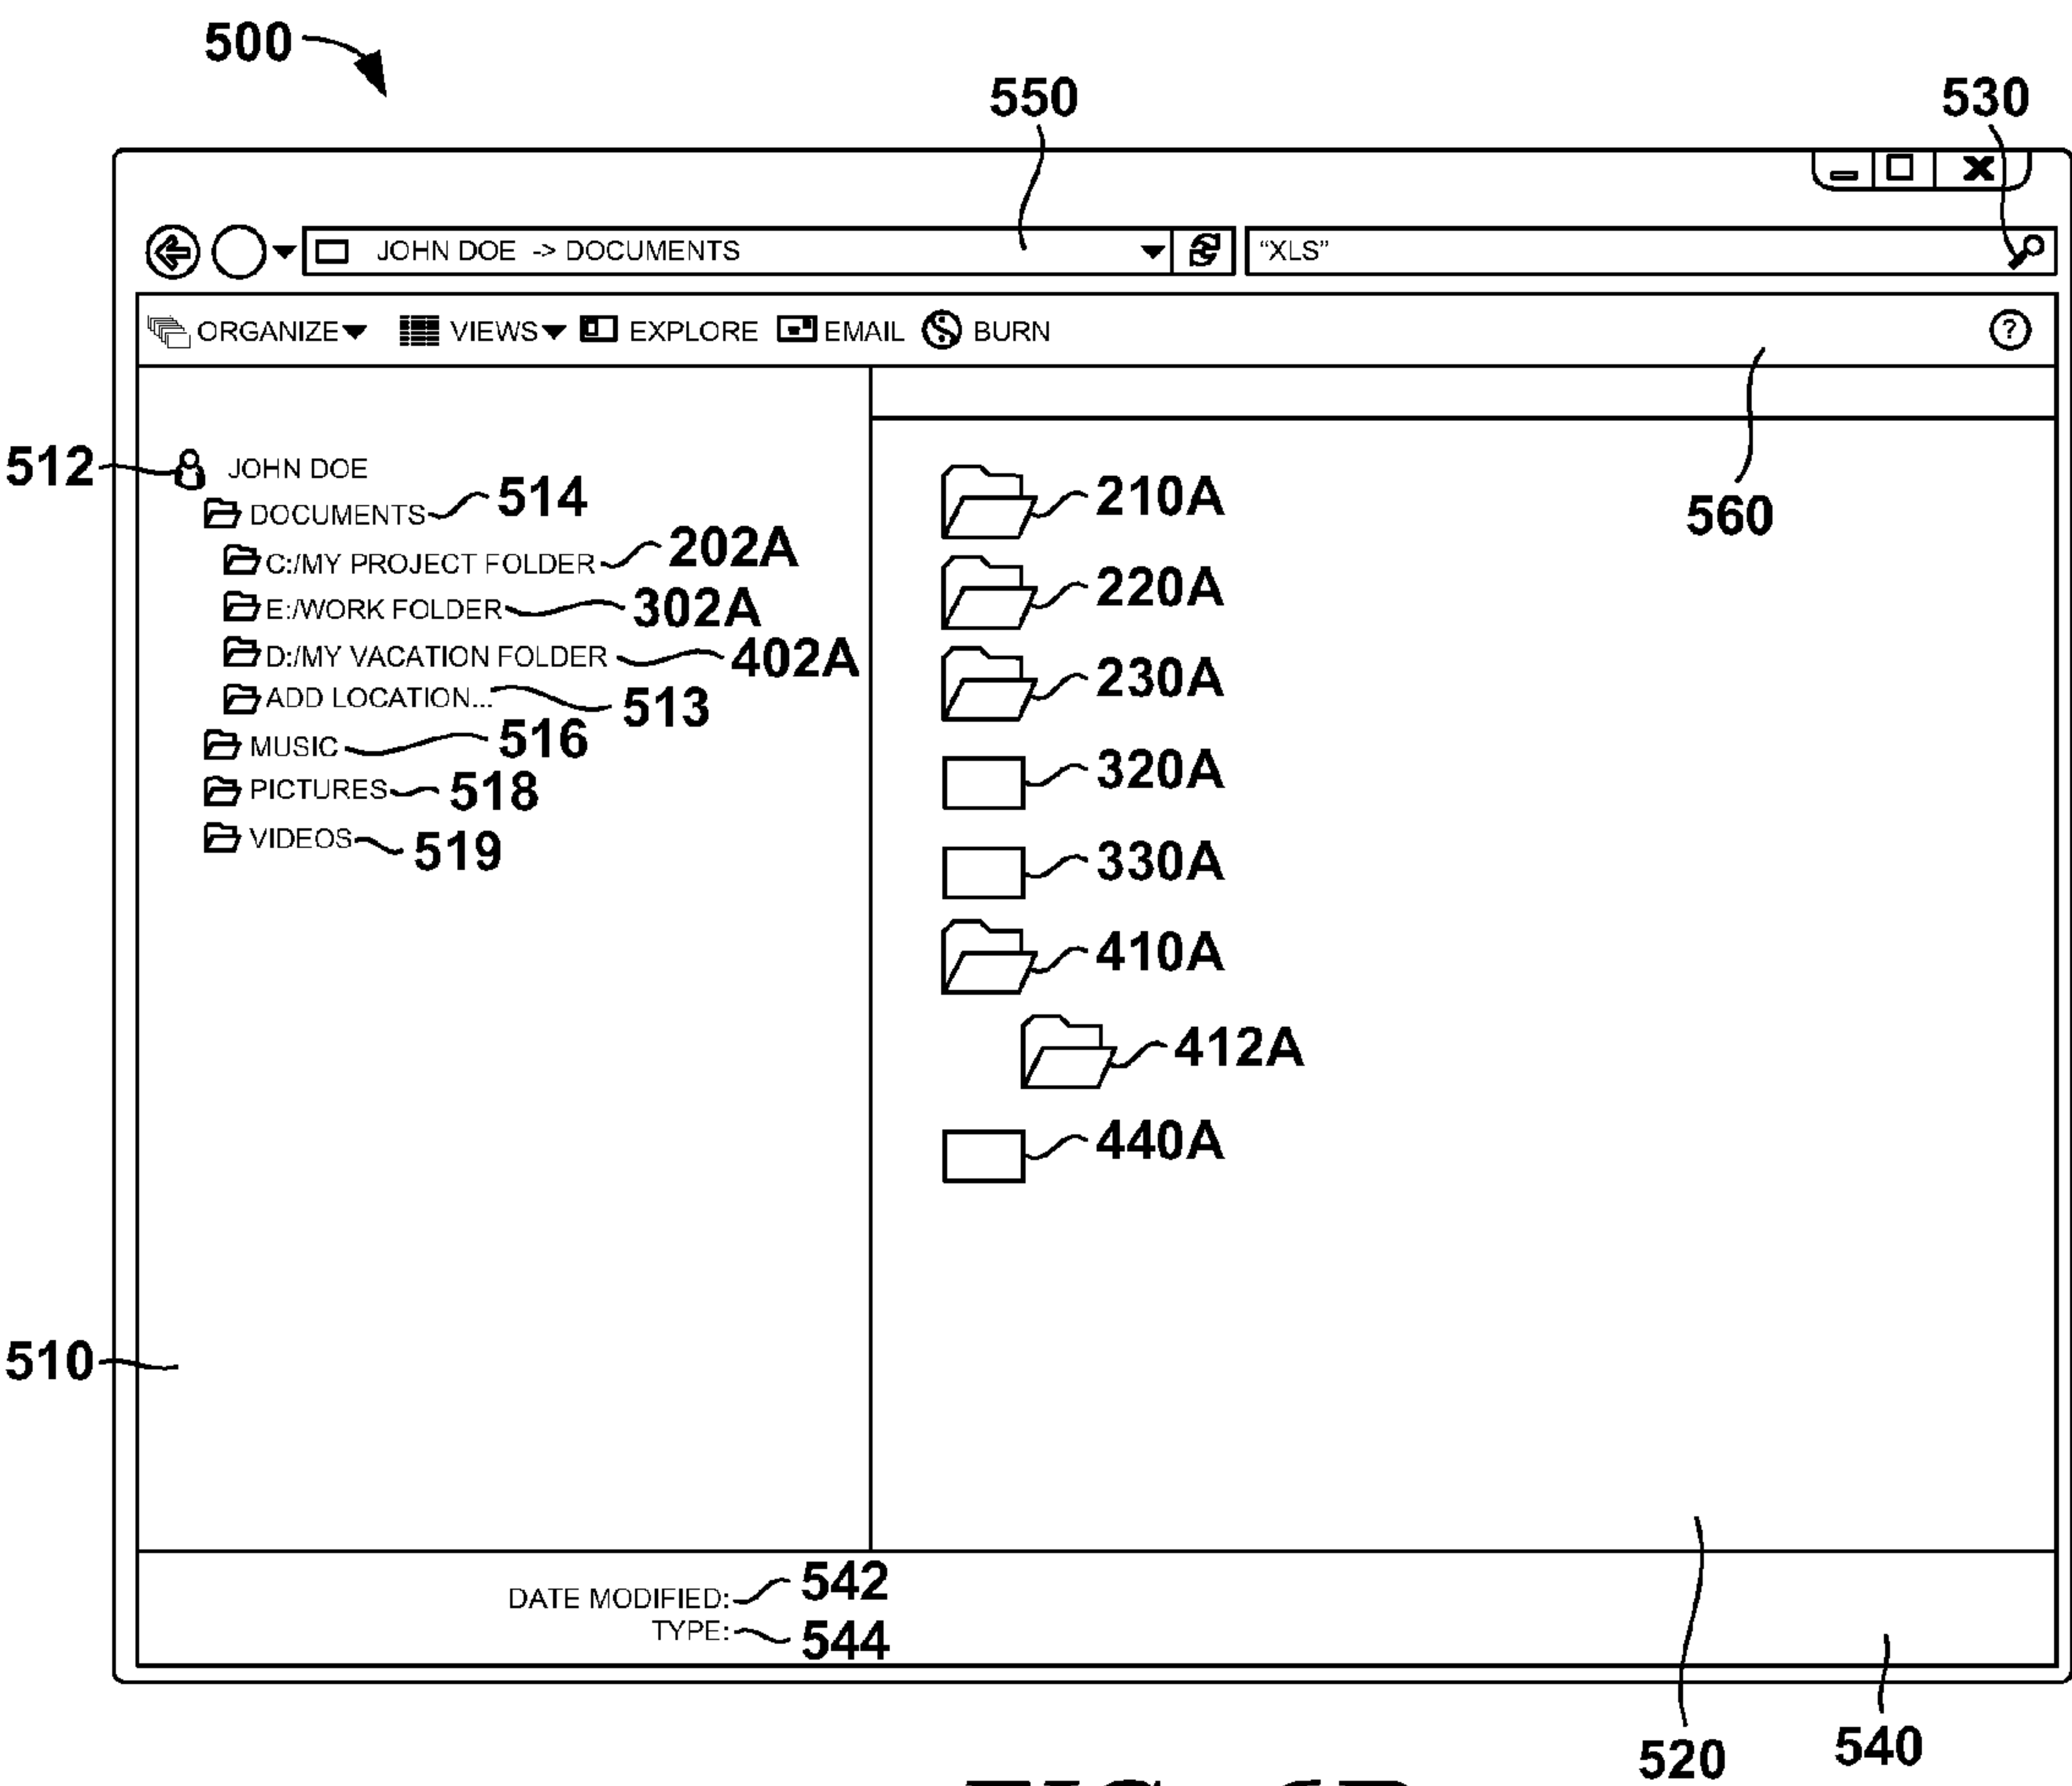 500
550
530
JOHN DOE -> DOCUMENTS
"XLS"
ORGANIZE VIEWS EXPLORE EMAIL BURN ?
560
512
JOHN DOE
DOCUMENTS 514
C:/MY PROJECT FOLDER 202A
E:/WORK FOLDER 302A
D:/MY VACATION FOLDER 402A
ADD LOCATION... 513
MUSIC 516
PICTURES 518
VIDEOS 519
210A
220A
230A
320A
330A
410A
412A
440A
510
DATE MODIFIED: 542
TYPE: 544
520
540